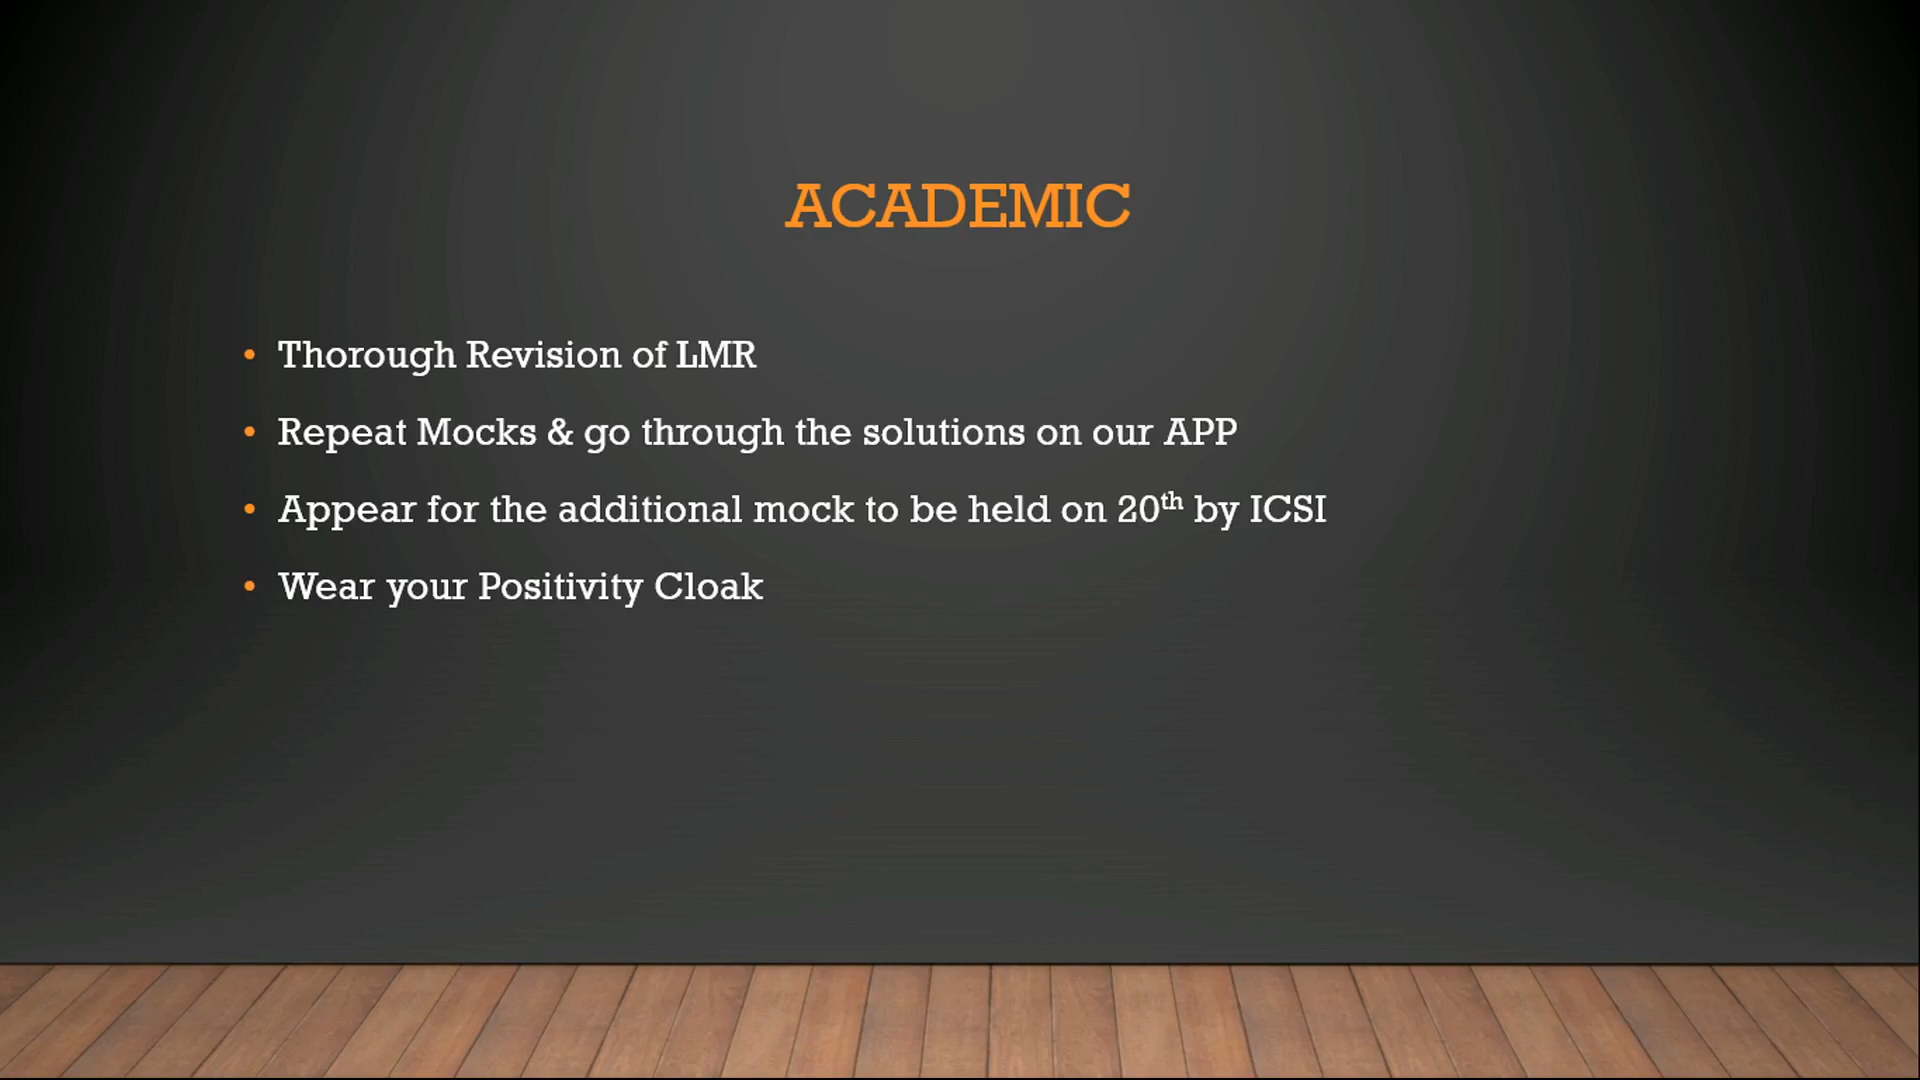 ACADEMIC
• Thorough Revision of LMR
• Repeat Mocks & go through the solutions on our APP
• Appear for the additional mock to be held on 20th by ICSI
• Wear your Positivity Cloak